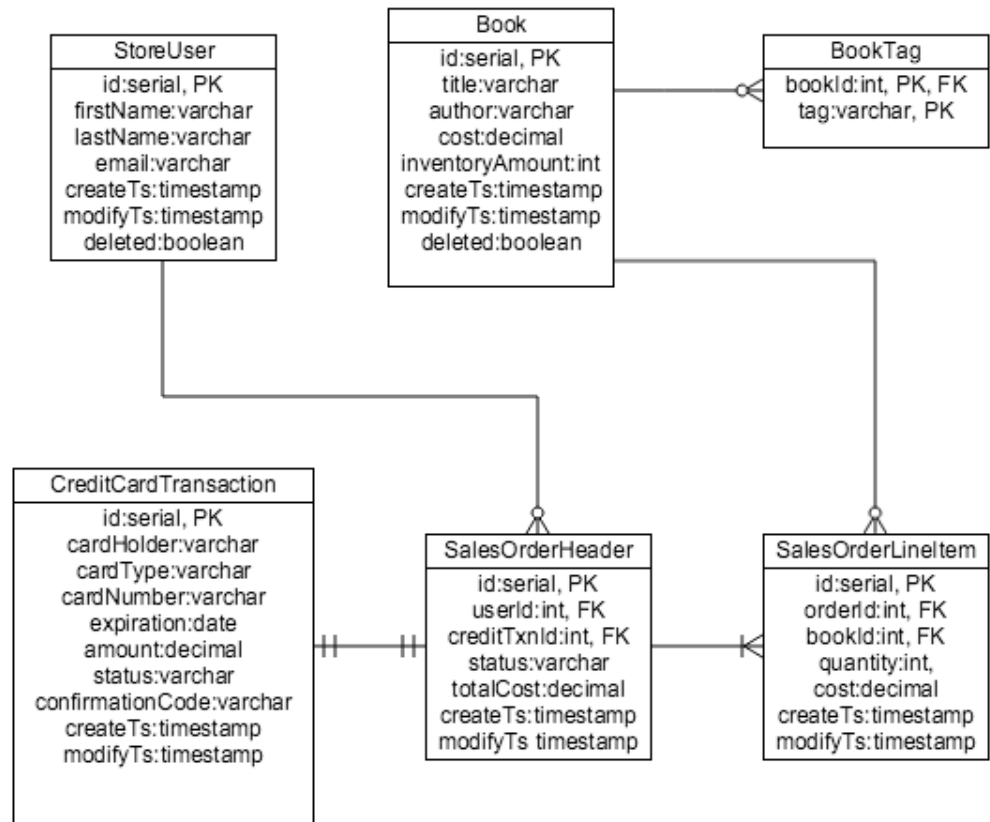 StoreUser
id:serial, PK
firstName:varchar
lastName:varchar
email:varchar
createTs:timestamp
modifyTs:timestamp
deleted:boolean
Book
id:serial, PK
title:varchar
author:varchar
cost:decimal
inventoryAmount:int
createTs:timestamp
modifyTs:timestamp
deleted:boolean
BookTag
bookId:int, PK, FK
tag:varchar, PK
CreditCardTransaction
id:serial, PK
cardHolder:varchar
cardType:varchar
cardNumber:varchar
expiration:date
amount:decimal
status:varchar
confirmationCode:varchar
createTs:timestamp
modifyTs:timestamp
SalesOrderHeader
id:serial, PK
userId:int, FK
creditTxnId:int, FK
status:varchar
totalCost:decimal
createTs:timestamp
modifyTs timestamp
SalesOrderLineItem
id:serial, PK
orderId:int, FK
bookId:int, FK
quantity:int,
cost:decimal
createTs:timestamp
modifyTs:timestamp